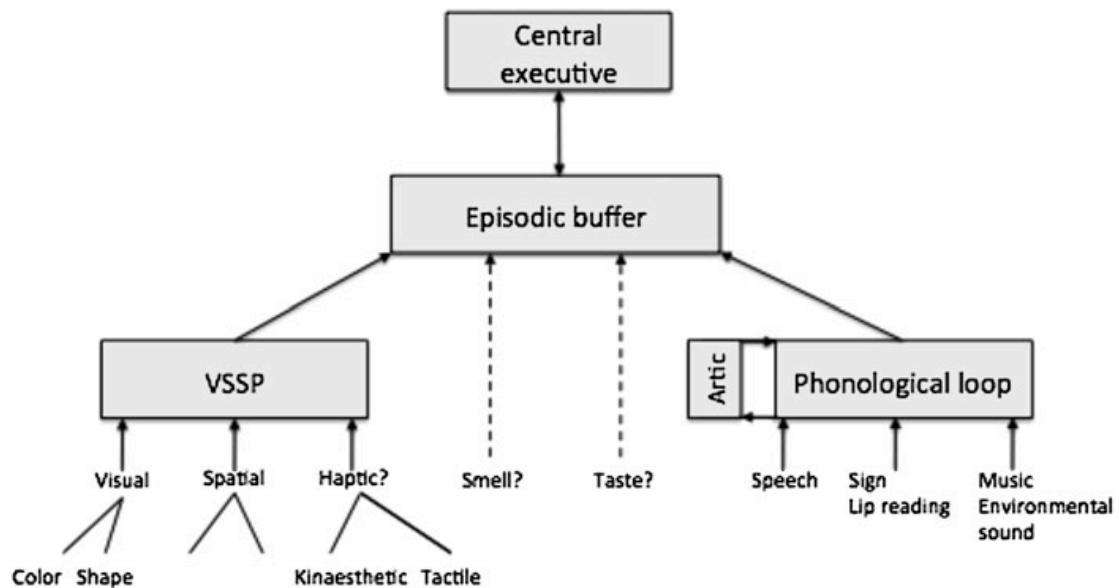 Central
executive
Episodic buffer
VSSP
Artic
Phonological loop
Visual
Spatial
Haptic?
Smell?
Taste?
Speech
Sign
Lip reading
Music
Environmental
sound
Color
Shape
Kinaesthetic
Tactile